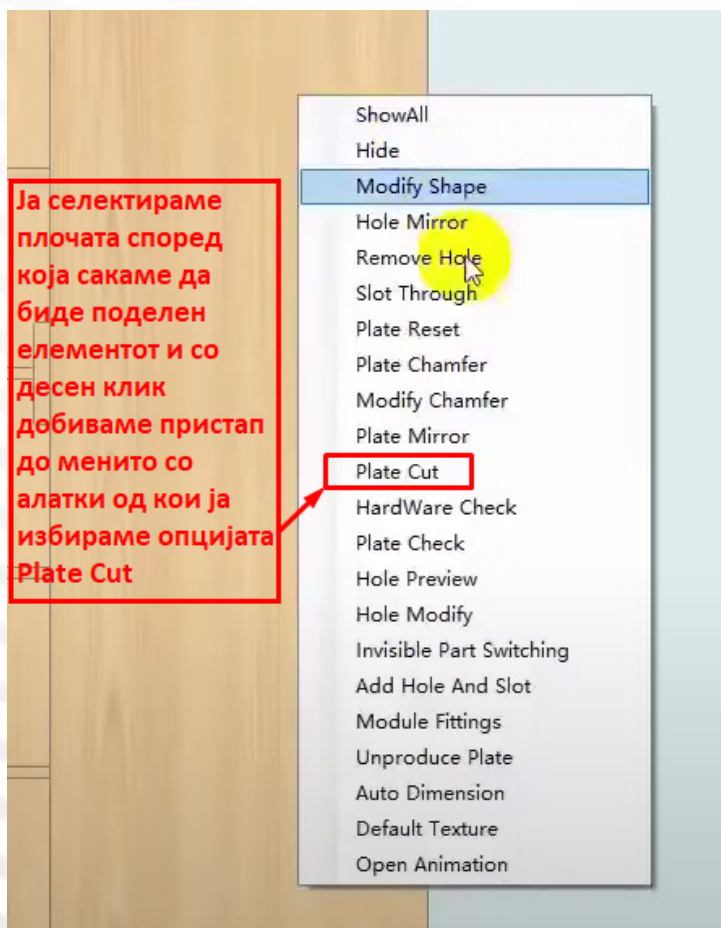 Ја селектираме
плочата според
која сакаме да
биде поделен
елементот и со
десен клик
добиваме пристап
до менито со
алатки од кои ја
избираме опцијата
Plate Cut
ShowAll
Hide
Modify Shape
Hole Mirror
Remove Hole
Slot Through
Plate Reset
Plate Chamfer
Modify Chamfer
Plate Mirror
Plate Cut
HardWare Check
Plate Check
Hole Preview
Hole Modify
Invisible Part Switching
Add Hole And Slot
Module Fittings
Unproduce Plate
Auto Dimension
Default Texture
Open Animation